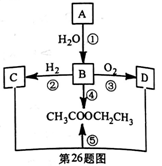 A
H₂O ①
C H₂ B O₂ D
② ③
④
CH₃COOCH₂CH₃
⑤
第26题图